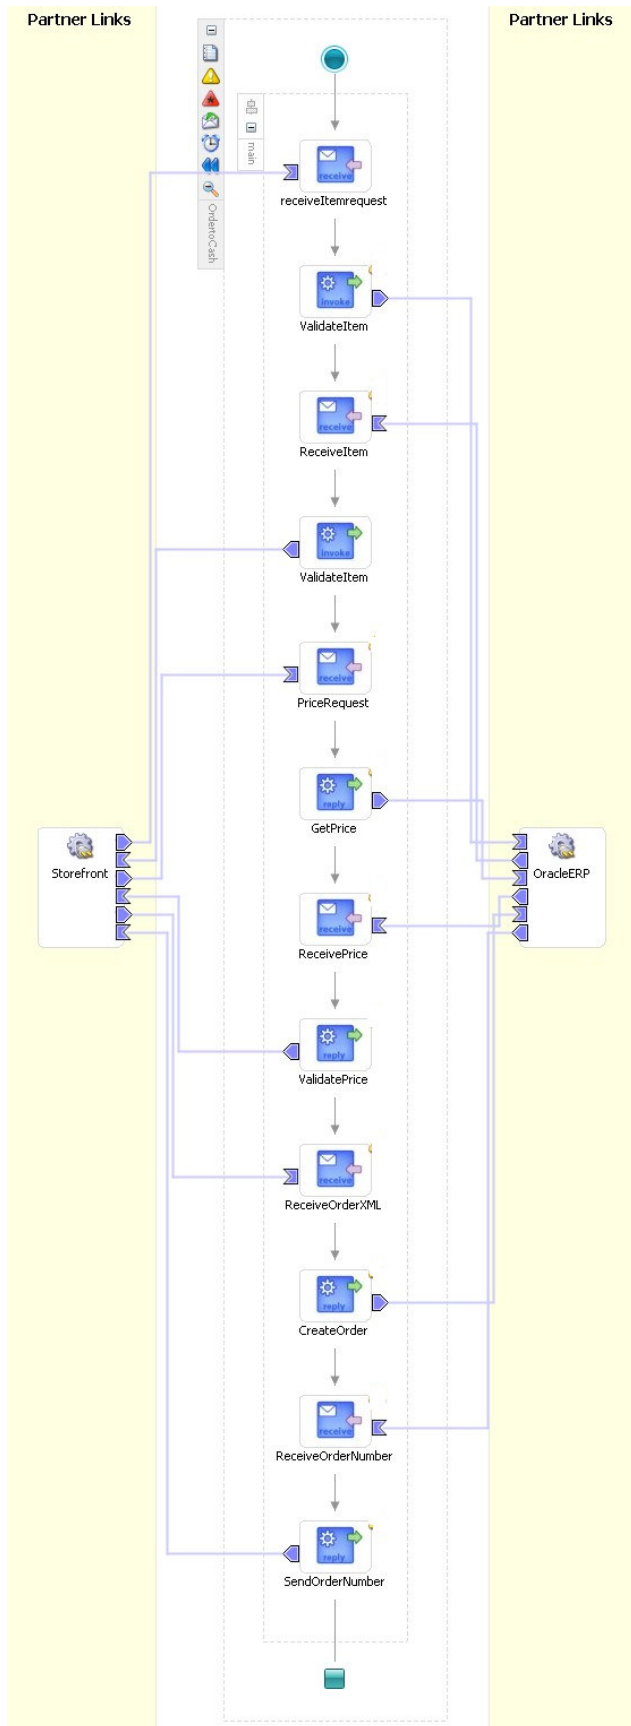 Partner Links
Partner Links
main
OrdertoCash
receive
receiveItemrequest
invoke
ValidateItem
receive
ReceiveItem
invoke
ValidateItem
receive
PriceRequest
reply
GetPrice
Storefront
OracleERP
receive
ReceivePrice
reply
ValidatePrice
receive
ReceiveOrderXML
reply
CreateOrder
receive
ReceiveOrderNumber
reply
SendOrderNumber